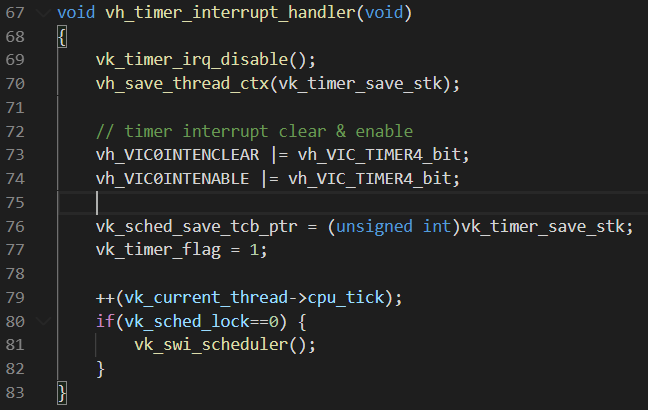 67 void vh_timer_interrupt_handler(void)
68 {
69 vk_timer_irq_disable();
70 vh_save_thread_ctx(vk_timer_save_stk);
71
72 // timer interrupt clear & enable
73 vh_VIC0INTENCLEAR |= vh_VIC_TIMER4_bit;
74 vh_VIC0INTENABLE |= vh_VIC_TIMER4_bit;
75
76 vk_sched_save_tcb_ptr = (unsigned int)vk_timer_save_stk;
77 vk_timer_flag = 1;
78
79 ++(vk_current_thread->cpu_tick);
80 if(vk_sched_lock==0) {
81 vk_swi_scheduler();
82 }
83 }